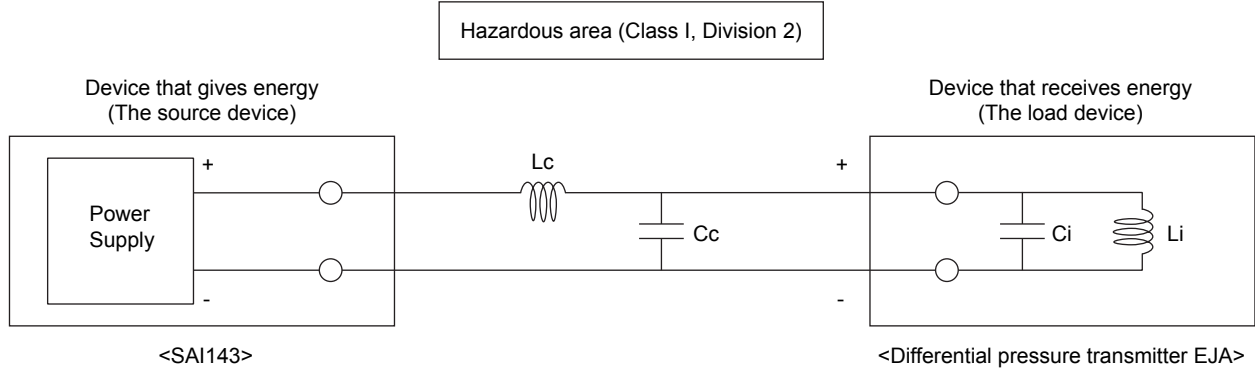 Hazardous area (Class I, Division 2)
Device that gives energy
(The source device)
Device that receives energy
(The load device)
+
Lc
+
Power
Supply
Cc
Ci
Li
-
-
<SAI143>
<Differential pressure transmitter EJA>